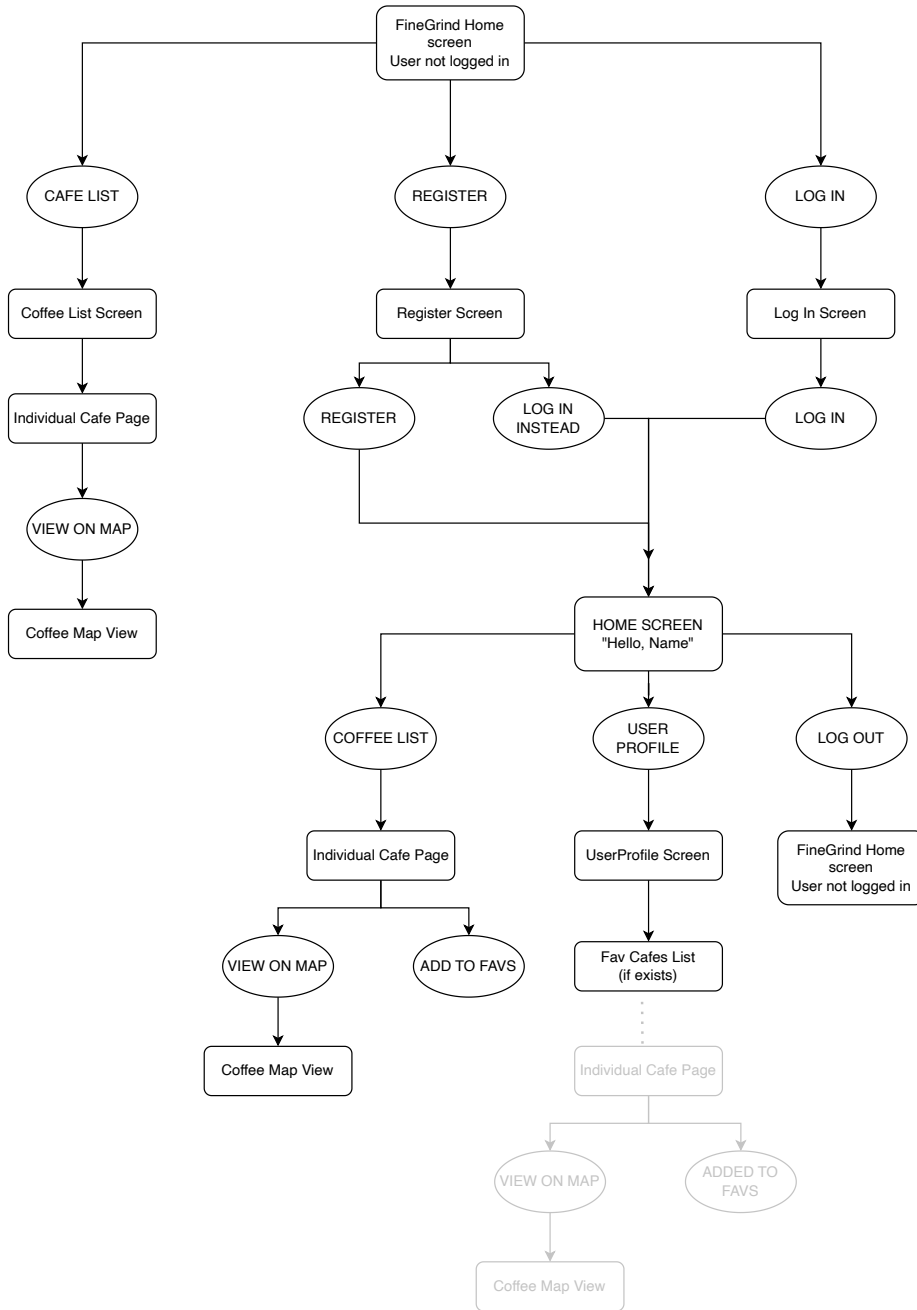 FineGrind Home
screen
User not logged in
CAFE LIST
REGISTER
LOG IN
Coffee List Screen
Register Screen
Log In Screen
Individual Cafe Page
REGISTER
LOG IN
INSTEAD
LOG IN
VIEW ON MAP
Coffee Map View
HOME SCREEN
"Hello, Name"
COFFEE LIST
USER
PROFILE
LOG OUT
Individual Cafe Page
UserProfile Screen
FineGrind Home
screen
User not logged in
VIEW ON MAP
ADD TO FAVS
Fav Cafes List
(if exists)
Coffee Map View
Individual Cafe Page
VIEW ON MAP
ADDED TO
FAVS
Coffee Map View